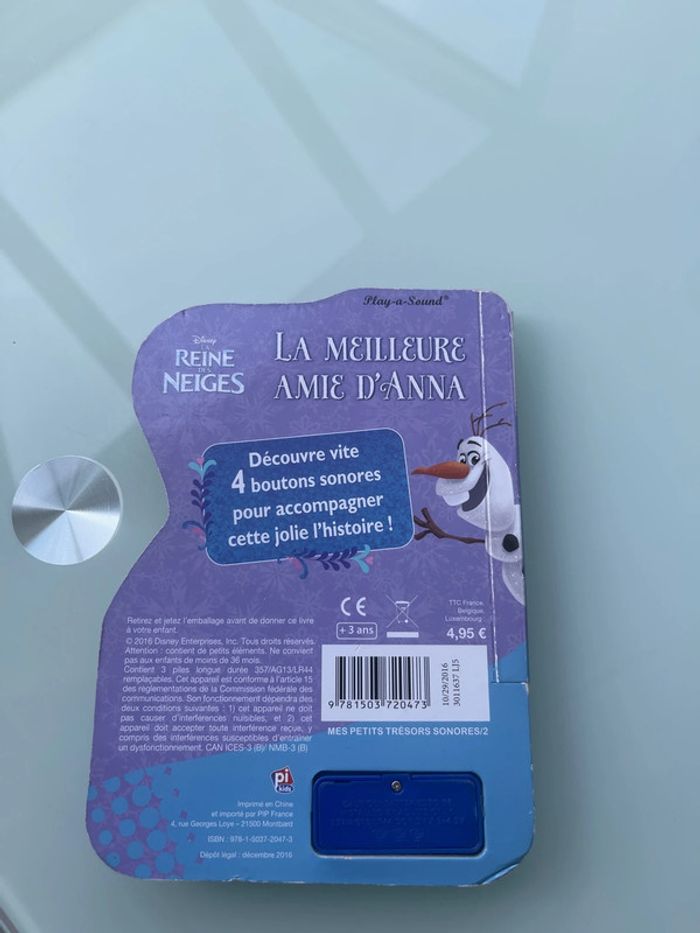 Play-a-Sound®
Disney
LA
REINE
DES
NEIGES
LA MEILLEURE
AMIE D'ANNA
Découvre vite
4 boutons sonores
pour accompagner
cette jolie l'histoire !
CE
+ 3 ans
TTC France,
Belgique,
Luxembourg
4,95 €
Retirez et jetez l'emballage avant de donner ce livre
à votre enfant.
© 2016 Disney Enterprises, Inc. Tous droits réservés.
Attention : contient de petits éléments. Ne convient
pas aux enfants de moins de 36 mois.
Contient 3 piles longue durée 357/AG13/LR44
remplaçables. Cet appareil est conforme à l'article 15
des reglementations de la Commission fédérale des
communications. Son fonctionnement dépendra des
deux conditions suivantes : 1) cet appareil ne doit
pas causer d'interférences nuisibles, et 2) cet
appareil doit accepter toute interférence reçue, y
compris des interférences susceptibles d'entraîner
un dysfonctionnement. CAN ICES-3 (B)/ NMB-3 (B)
9 781503 720473
10/29/2016
3011637 LJ5
MES PETITS TRÉSORS SONORES/2
pi
kids
Imprimé en Chine
et importé par PIP France
4, rue Georges Loye – 21500 Montbard
ISBN : 978-1-5037-2047-3
Dépôt légal : décembre 2016